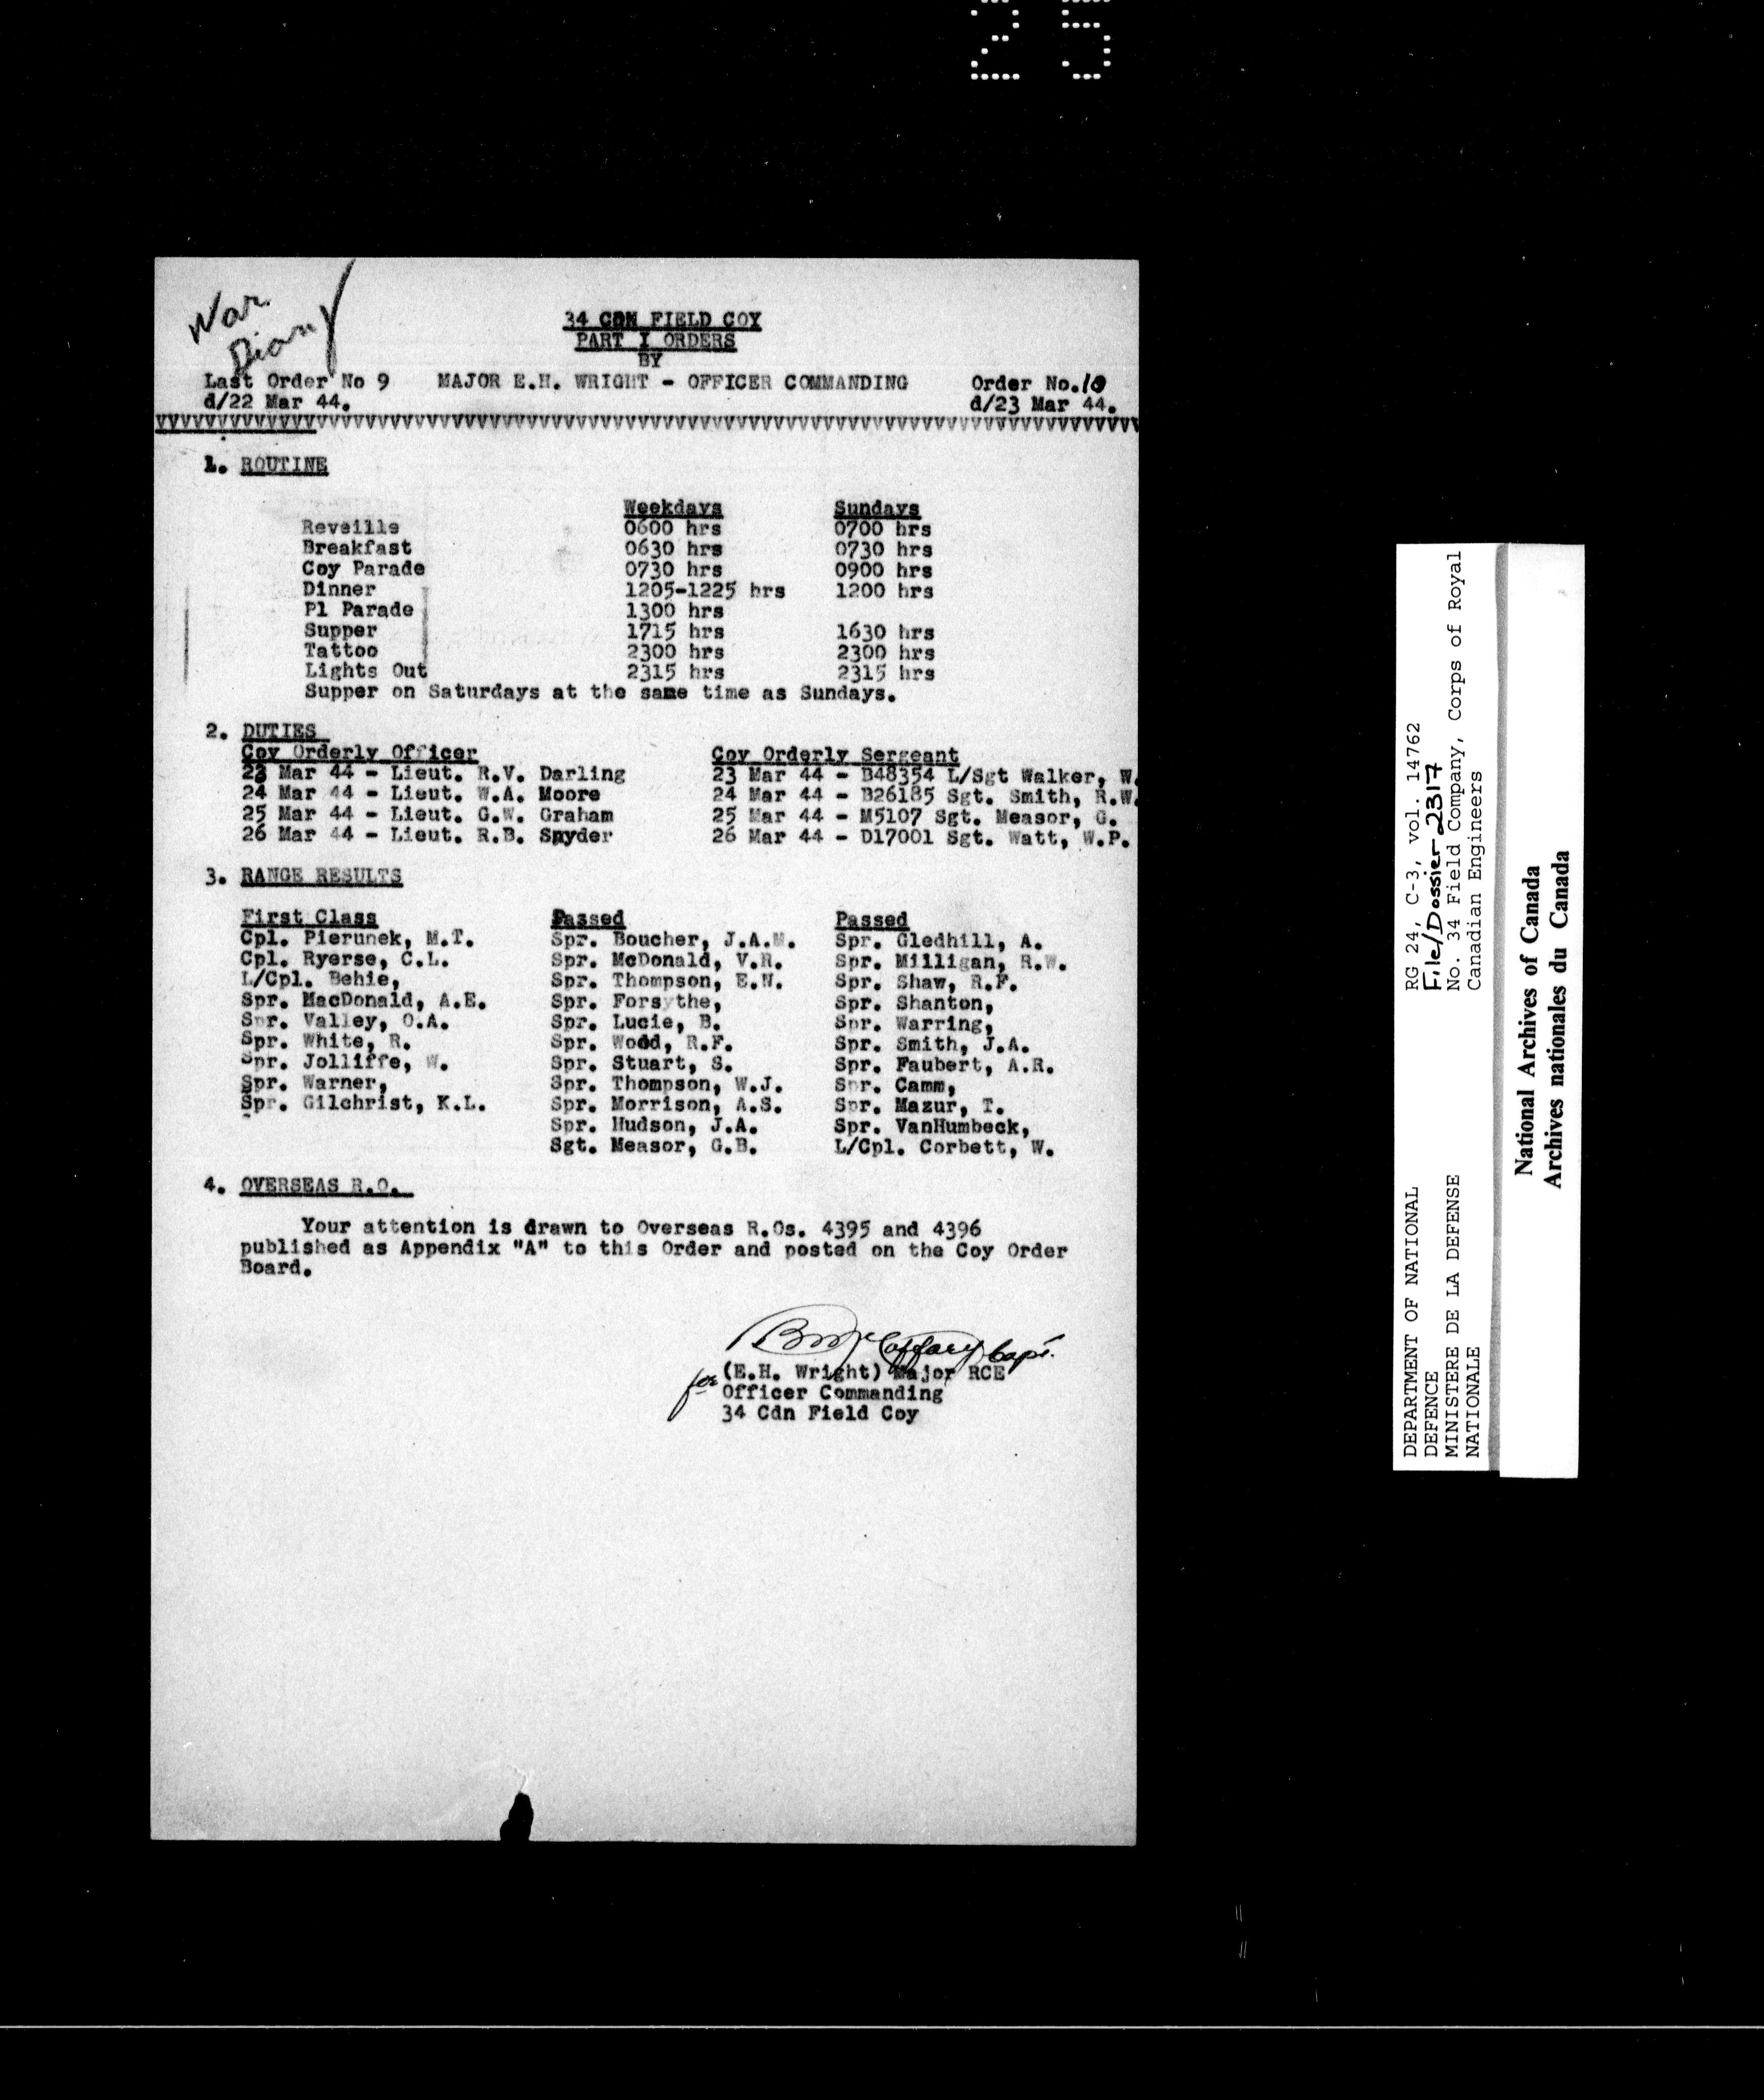 25
War
Diary
34 CDN FIELD COY
PART I ORDERS
BY
Last Order No 9 MAJOR E.H. WRIGHT - OFFICER COMMANDING Order No.10
d/22 Mar 44. d/23 Mar 44.
VVVVVVVVVVVVVVVVVVVVVVVVVVVVVVVVVVVVVVVVVVVVVVVVVVVVVVVVVVVVVVVVVVVVVVVVVVVVVVVV
1. ROUTINE
Weekdays Sundays
Reveille 0600 hrs 0700 hrs
Breakfast 0630 hrs 0730 hrs
Coy Parade 0730 hrs 0900 hrs
Dinner 1205-1225 hrs 1200 hrs
Pl Parade 1300 hrs
Supper 1715 hrs 1630 hrs
Tattoo 2300 hrs 2300 hrs
Lights Out 2315 hrs 2315 hrs
Supper on Saturdays at the same time as Sundays.
2. DUTIES
Coy Orderly Officer Coy Orderly Sergeant
23 Mar 44 - Lieut. R.V. Darling 23 Mar 44 - B48354 L/Sgt Walker, W.
24 Mar 44 - Lieut. W.A. Moore 24 Mar 44 - B26185 Sgt. Smith, R.W.
25 Mar 44 - Lieut. G.W. Graham 25 Mar 44 - M5107 Sgt. Measor, G.
26 Mar 44 - Lieut. R.B. Snyder 26 Mar 44 - D17001 Sgt. Watt, W.P.
3. RANGE RESULTS
First Class Passed Passed
Cpl. Pierunek, M.T. Spr. Boucher, J.A.M. Spr. Gledhill, A.
Cpl. Ryerse, C.L. Spr. McDonald, V.R. Spr. Milligan, R.W.
L/Cpl. Behie, Spr. Thompson, E.W. Spr. Shaw, R.F.
Spr. MacDonald, A.E. Spr. Forsythe, Spr. Shanton,
Spr. Valley, O.A. Spr. Lucie, B. Spr. Warring,
Spr. White, R. Spr. Wodd, R.F. Spr. Smith, J.A.
Spr. Jolliffe, W. Spr. Stuart, S. Spr. Faubert, A.R.
Spr. Warner, Spr. Thompson, W.J. Spr. Camm,
Spr. Gilchrist, K.L. Spr. Morrison, A.S. Spr. Mazur, T.
Spr. Hudson, J.A. Spr. VanHumbeck,
Sgt. Measor, G.B. L/Cpl. Corbett, W.
4. OVERSEAS R.O.
Your attention is drawn to Overseas R.Os. 4395 and 4396
published as Appendix "A" to this Order and posted on the Coy Order
Board.
Capt.
for (E.H. Wright) Major RCE
Officer Commanding
34 Cdn Field Coy
DEPARTMENT OF NATIONAL
DEFENCE
MINISTERE DE LA DEFENSE
NATIONALE
RG 24, C-3, vol. 14762
File/Dossier 2317
No. 34 Field Company, Corps of Royal
Canadian Engineers
National Archives of Canada
Archives nationales du Canada